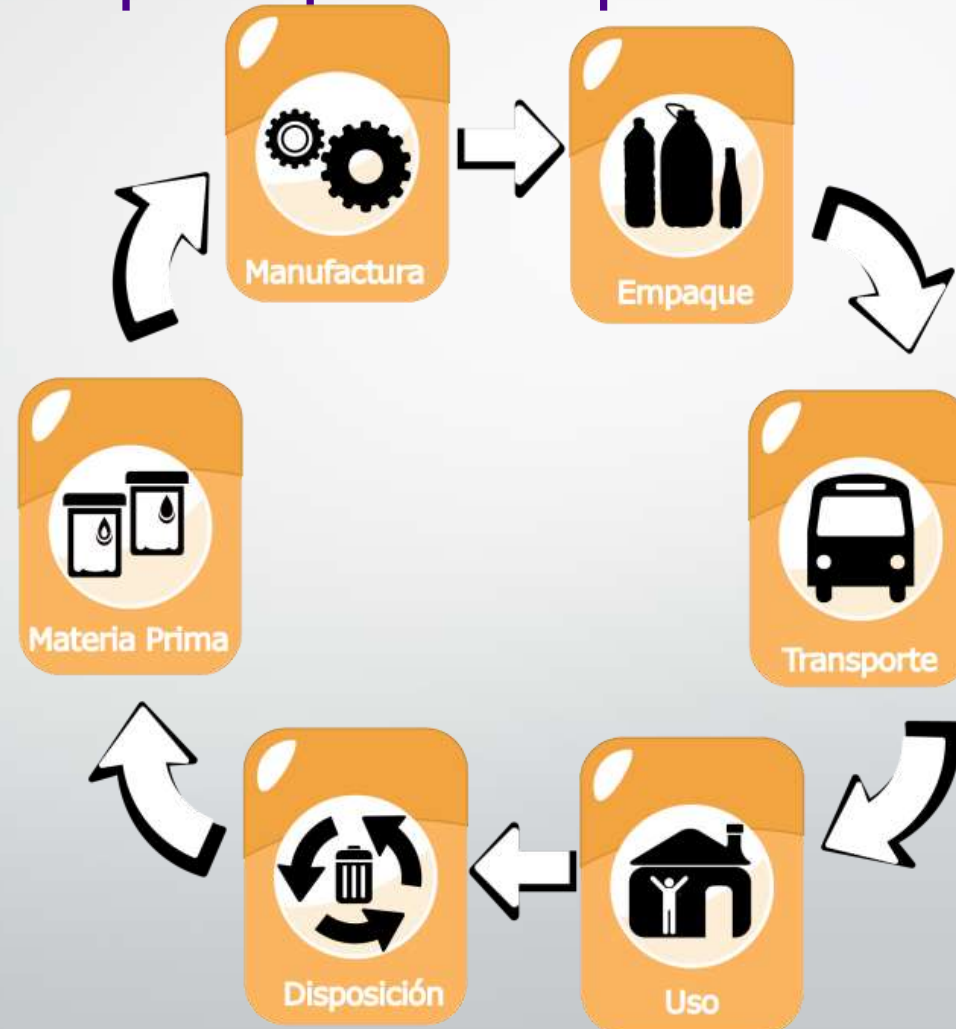 Manufactura
Empaque
Materia Prima
Transporte
Disposición
Uso